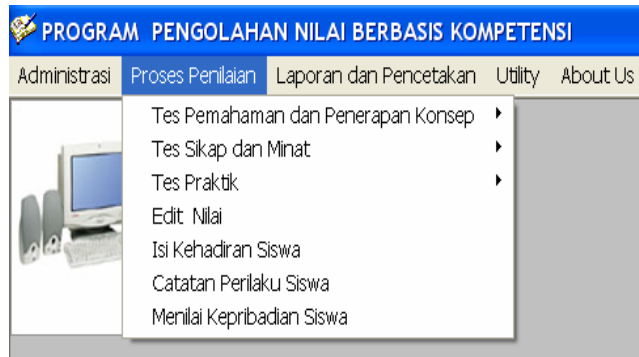 PROGRAM PENGOLAHAN NILAI BERBASIS KOMPETENSI
Administrasi Proses Penilaian Laporan dan Pencetakan Utility About Us
Tes Pemahaman dan Penerapan Konsep
Tes Sikap dan Minat
Tes Praktik
Edit Nilai
Isi Kehadiran Siswa
Catatan Perilaku Siswa
Menilai Kepribadian Siswa